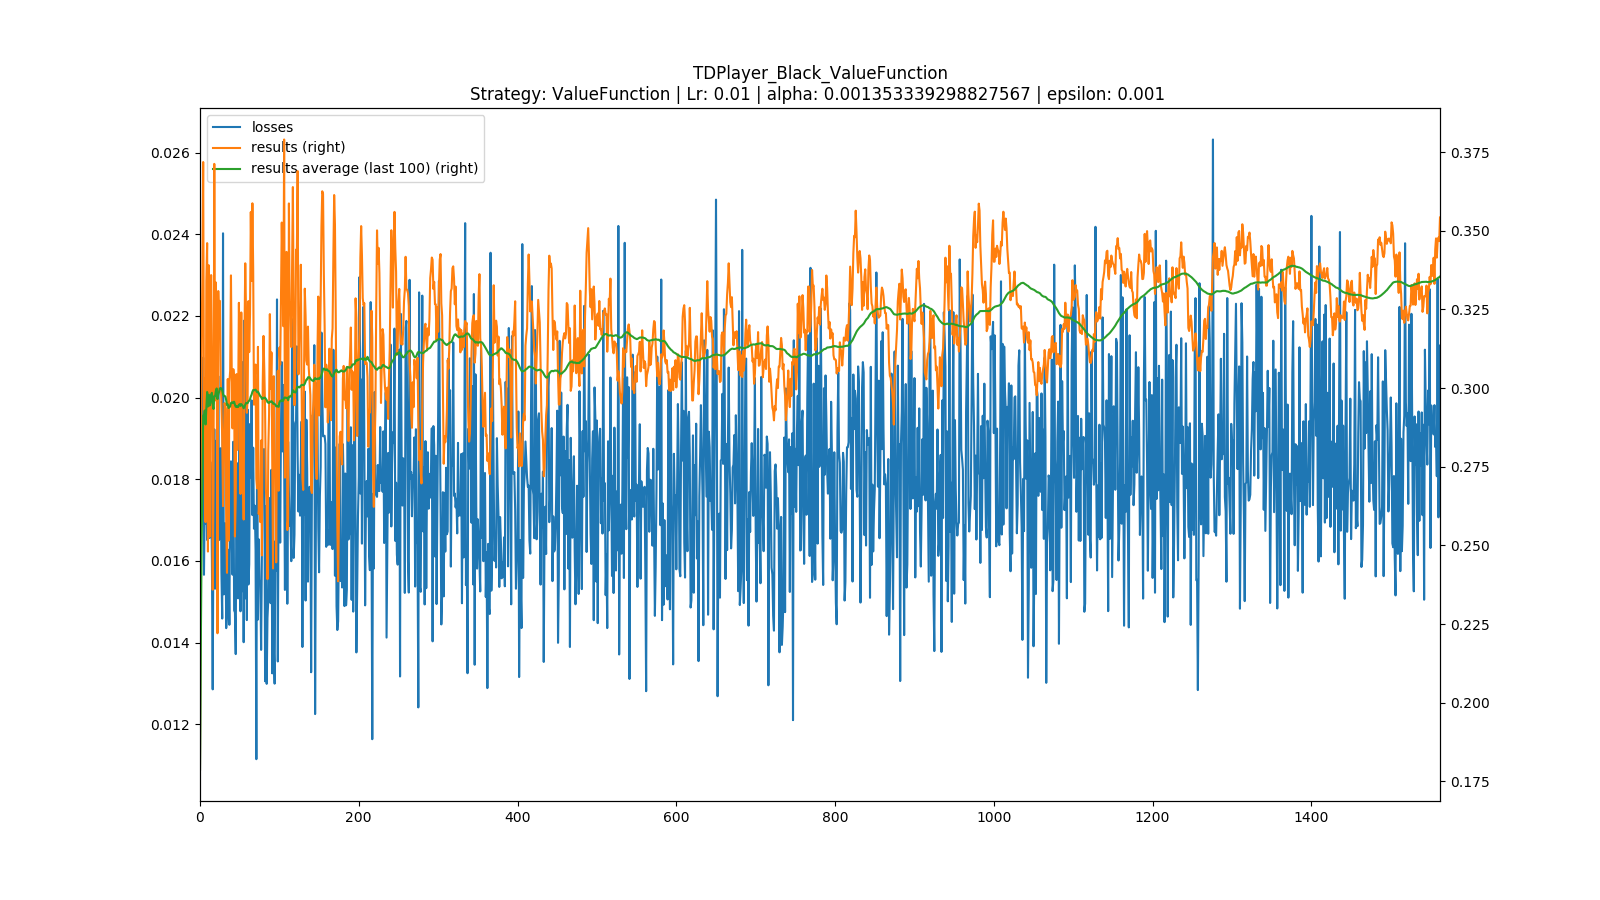 TDPlayer_Black_ValueFunction
Strategy: ValueFunction | Lr: 0.01 | alpha: 0.001353339298827567 | epsilon: 0.001
losses
results (right)
results average (last 100) (right)
0.026
0.024
0.022
0.020
0.018
0.016
0.014
0.012
0.375
0.350
0.325
0.300
0.275
0.250
0.225
0.200
0.175
0 200 400 600 800 1000 1200 1400